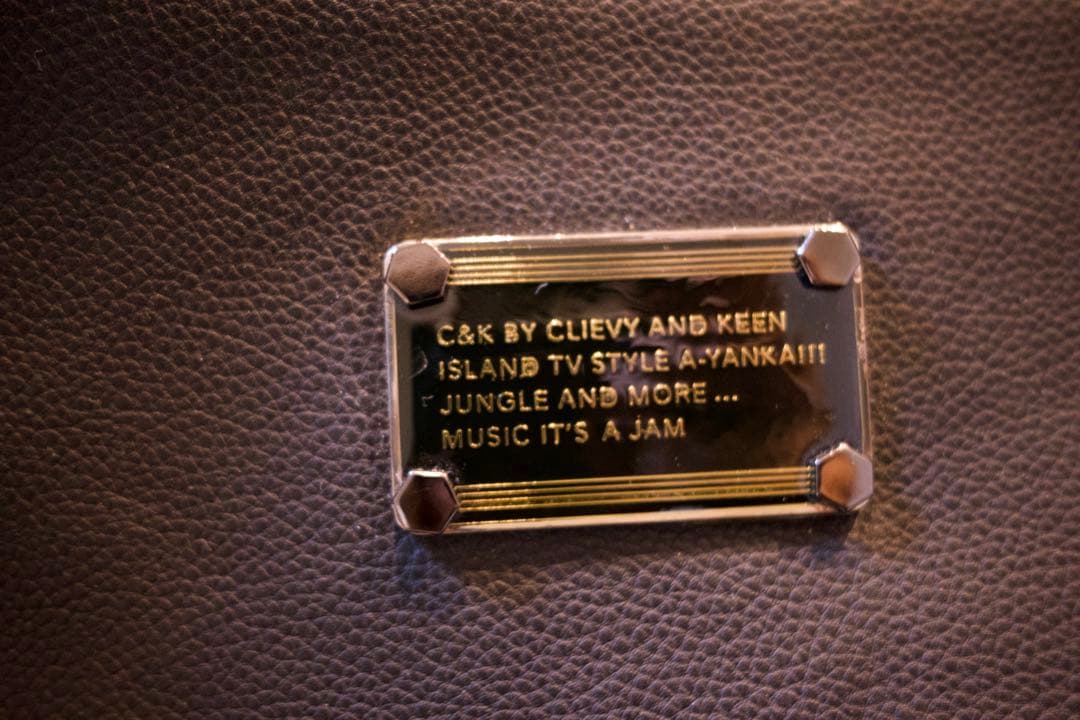 C&K BY CLIEVY AND KEEN
ISLAND TV STYLE A-YANKA!!!
JUNGLE AND MORE ...
MUSIC IT'S A JAM